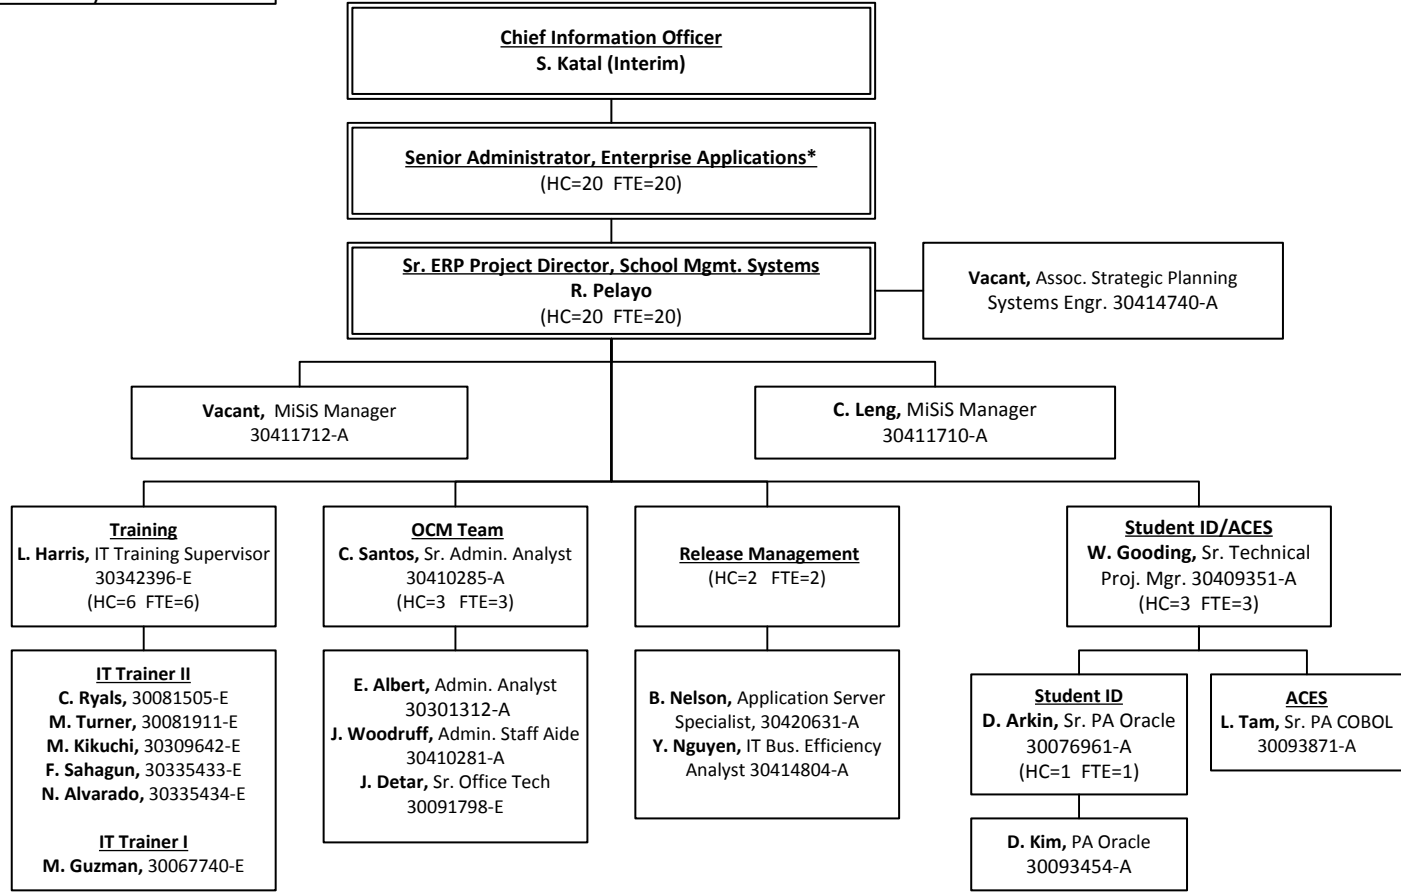 Chief Information Officer
S. Katal (Interim)
Senior Administrator, Enterprise Applications*
(HC=20 FTE=20)
Sr. ERP Project Director, School Mgmt. Systems
R. Pelayo
(HC=20 FTE=20)
Vacant, Assoc. Strategic Planning
Systems Engr. 30414740-A
Vacant, MiSiS Manager
30411712-A
C. Leng, MiSiS Manager
30411710-A
Training
L. Harris, IT Training Supervisor
30342396-E
(HC=6 FTE=6)
OCM Team
C. Santos, Sr. Admin. Analyst
30410285-A
(HC=3 FTE=3)
Release Management
(HC=2 FTE=2)
Student ID/ACES
W. Gooding, Sr. Technical
Proj. Mgr. 30409351-A
(HC=3 FTE=3)
IT Trainer II
C. Ryals, 30081505-E
M. Turner, 30081911-E
M. Kikuchi, 30309642-E
F. Sahagun, 30335433-E
N. Alvarado, 30335434-E
IT Trainer I
M. Guzman, 30067740-E
E. Albert, Admin. Analyst
30301312-A
J. Woodruff, Admin. Staff Aide
30410281-A
J. Detar, Sr. Office Tech
30091798-E
B. Nelson, Application Server
Specialist, 30420631-A
Y. Nguyen, IT Bus. Efficiency
Analyst 30414804-A
Student ID
D. Arkin, Sr. PA Oracle
30076961-A
(HC=1 FTE=1)
ACES
L. Tam, Sr. PA COBOL
30093871-A
D. Kim, PA Oracle
30093454-A